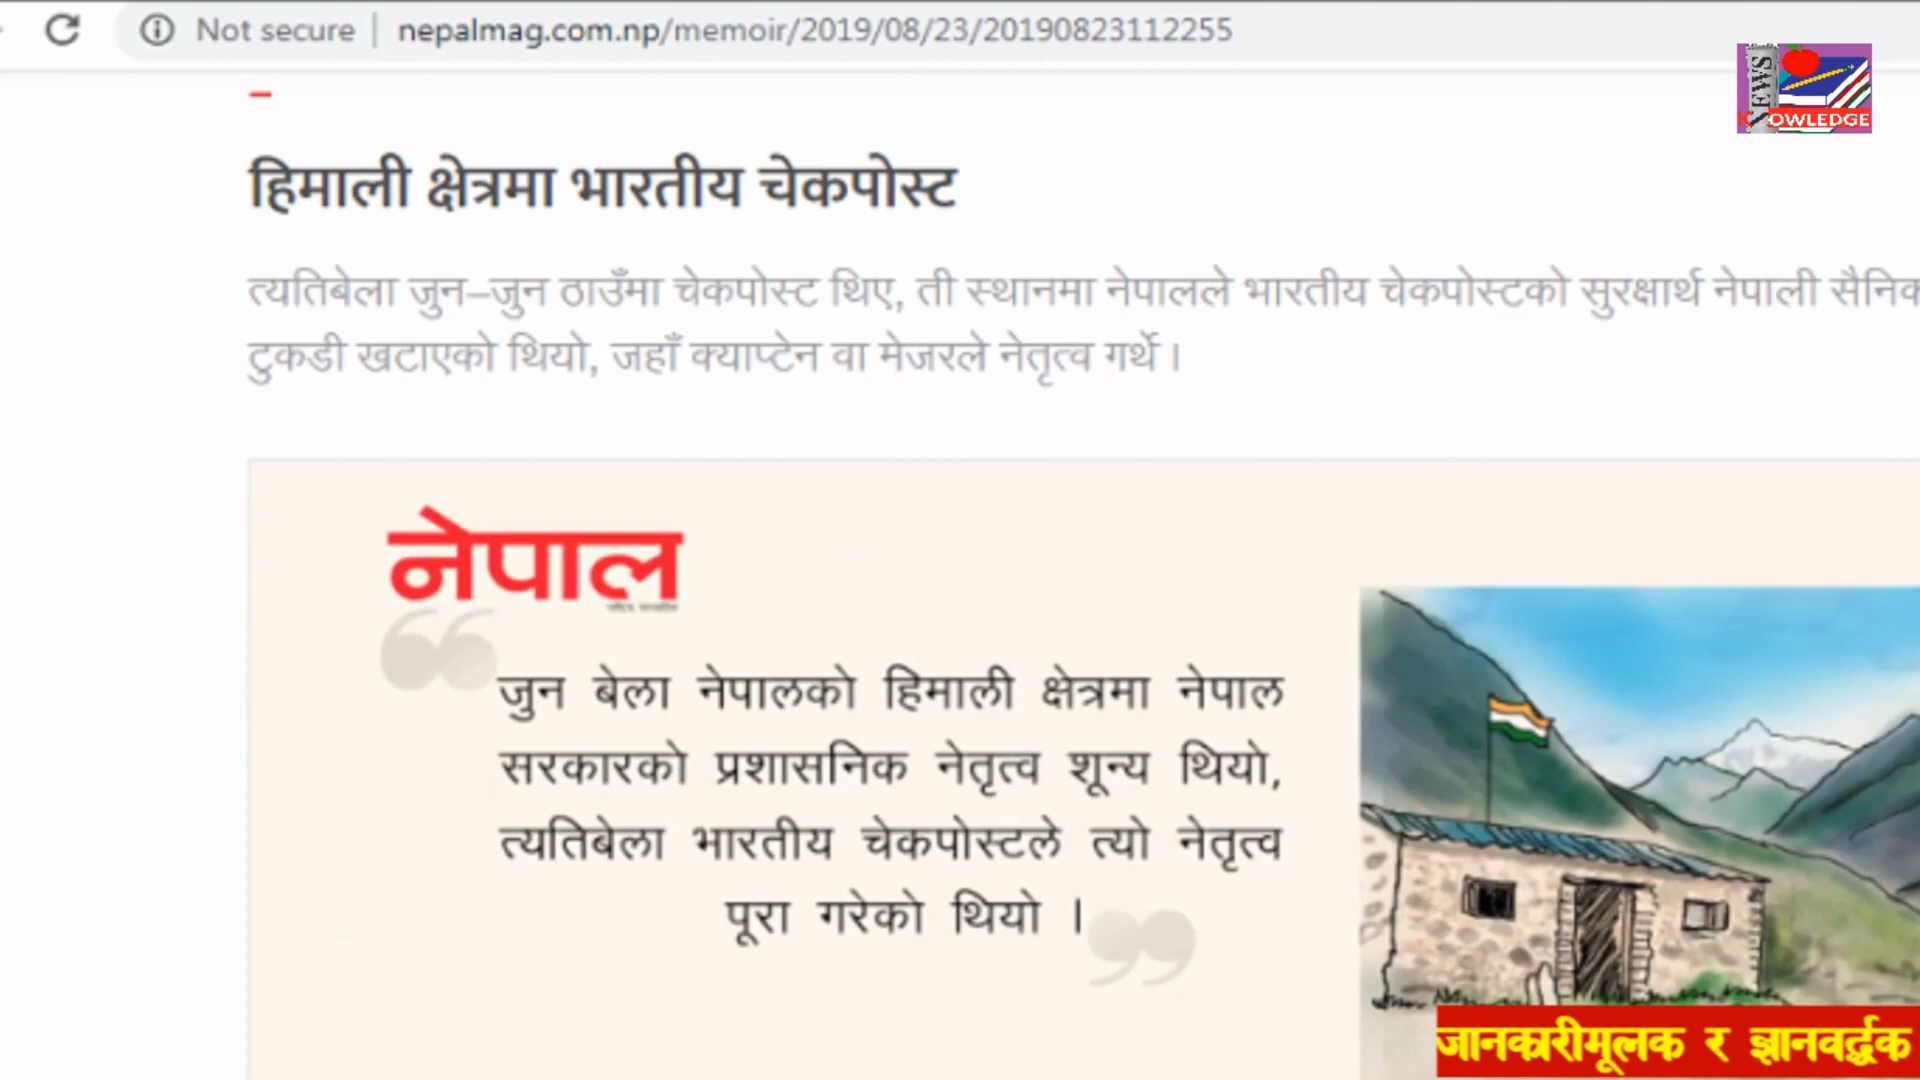 Not secure | nepalmag.com.np/memoir/2019/08/23/20190823112255
NEWS
KNOWLEDGE
हिमाली क्षेत्रमा भारतीय चेकपोस्ट
त्यतिबेला जुन–जुन ठाउँमा चेकपोस्ट थिए, ती स्थानमा नेपालले भारतीय चेकपोस्टको सुरक्षार्थ नेपाली सैनिक
टुकडी खटाएको थियो, जहाँ क्याप्टेन वा मेजरले नेतृत्व गर्थे ।
नेपाल
“जुन बेला नेपालको हिमाली क्षेत्रमा नेपाल
सरकारको प्रशासनिक नेतृत्व शून्य थियो,
त्यतिबेला भारतीय चेकपोस्टले त्यो नेतृत्व
पूरा गरेको थियो ।”
जानकारीमूलक र ज्ञानवर्द्धक